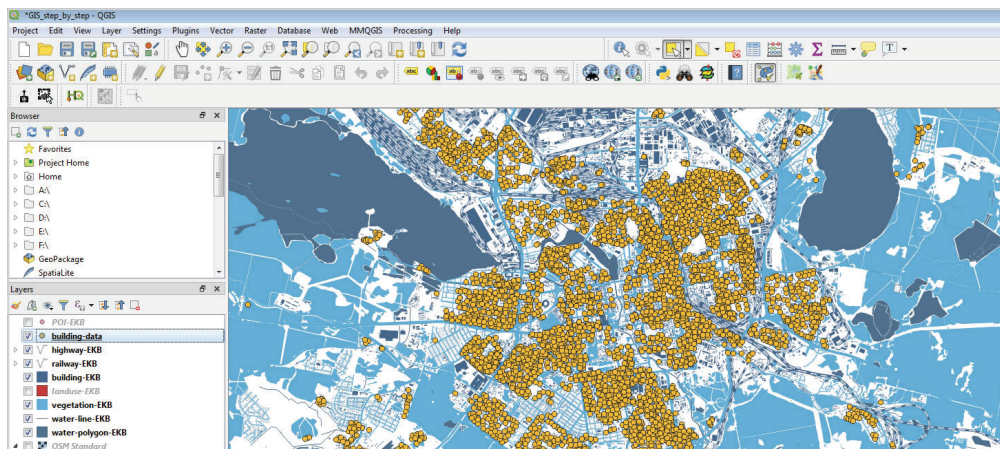 *GIS_step_by_step - QGIS
Project Edit View Layer Settings Plugins Vector Raster Database Web MMQGIS Processing Help
Browser
Favorites
Project Home
Home
A:\
C:\
D:\
E:\
F:\
GeoPackage
SpatiaLite
Layers
POI-EKB
building-data
highway-EKB
railway-EKB
building-EKB
landuse-EKB
vegetation-EKB
water-line-EKB
water-polygon-EKB
OSM Standard